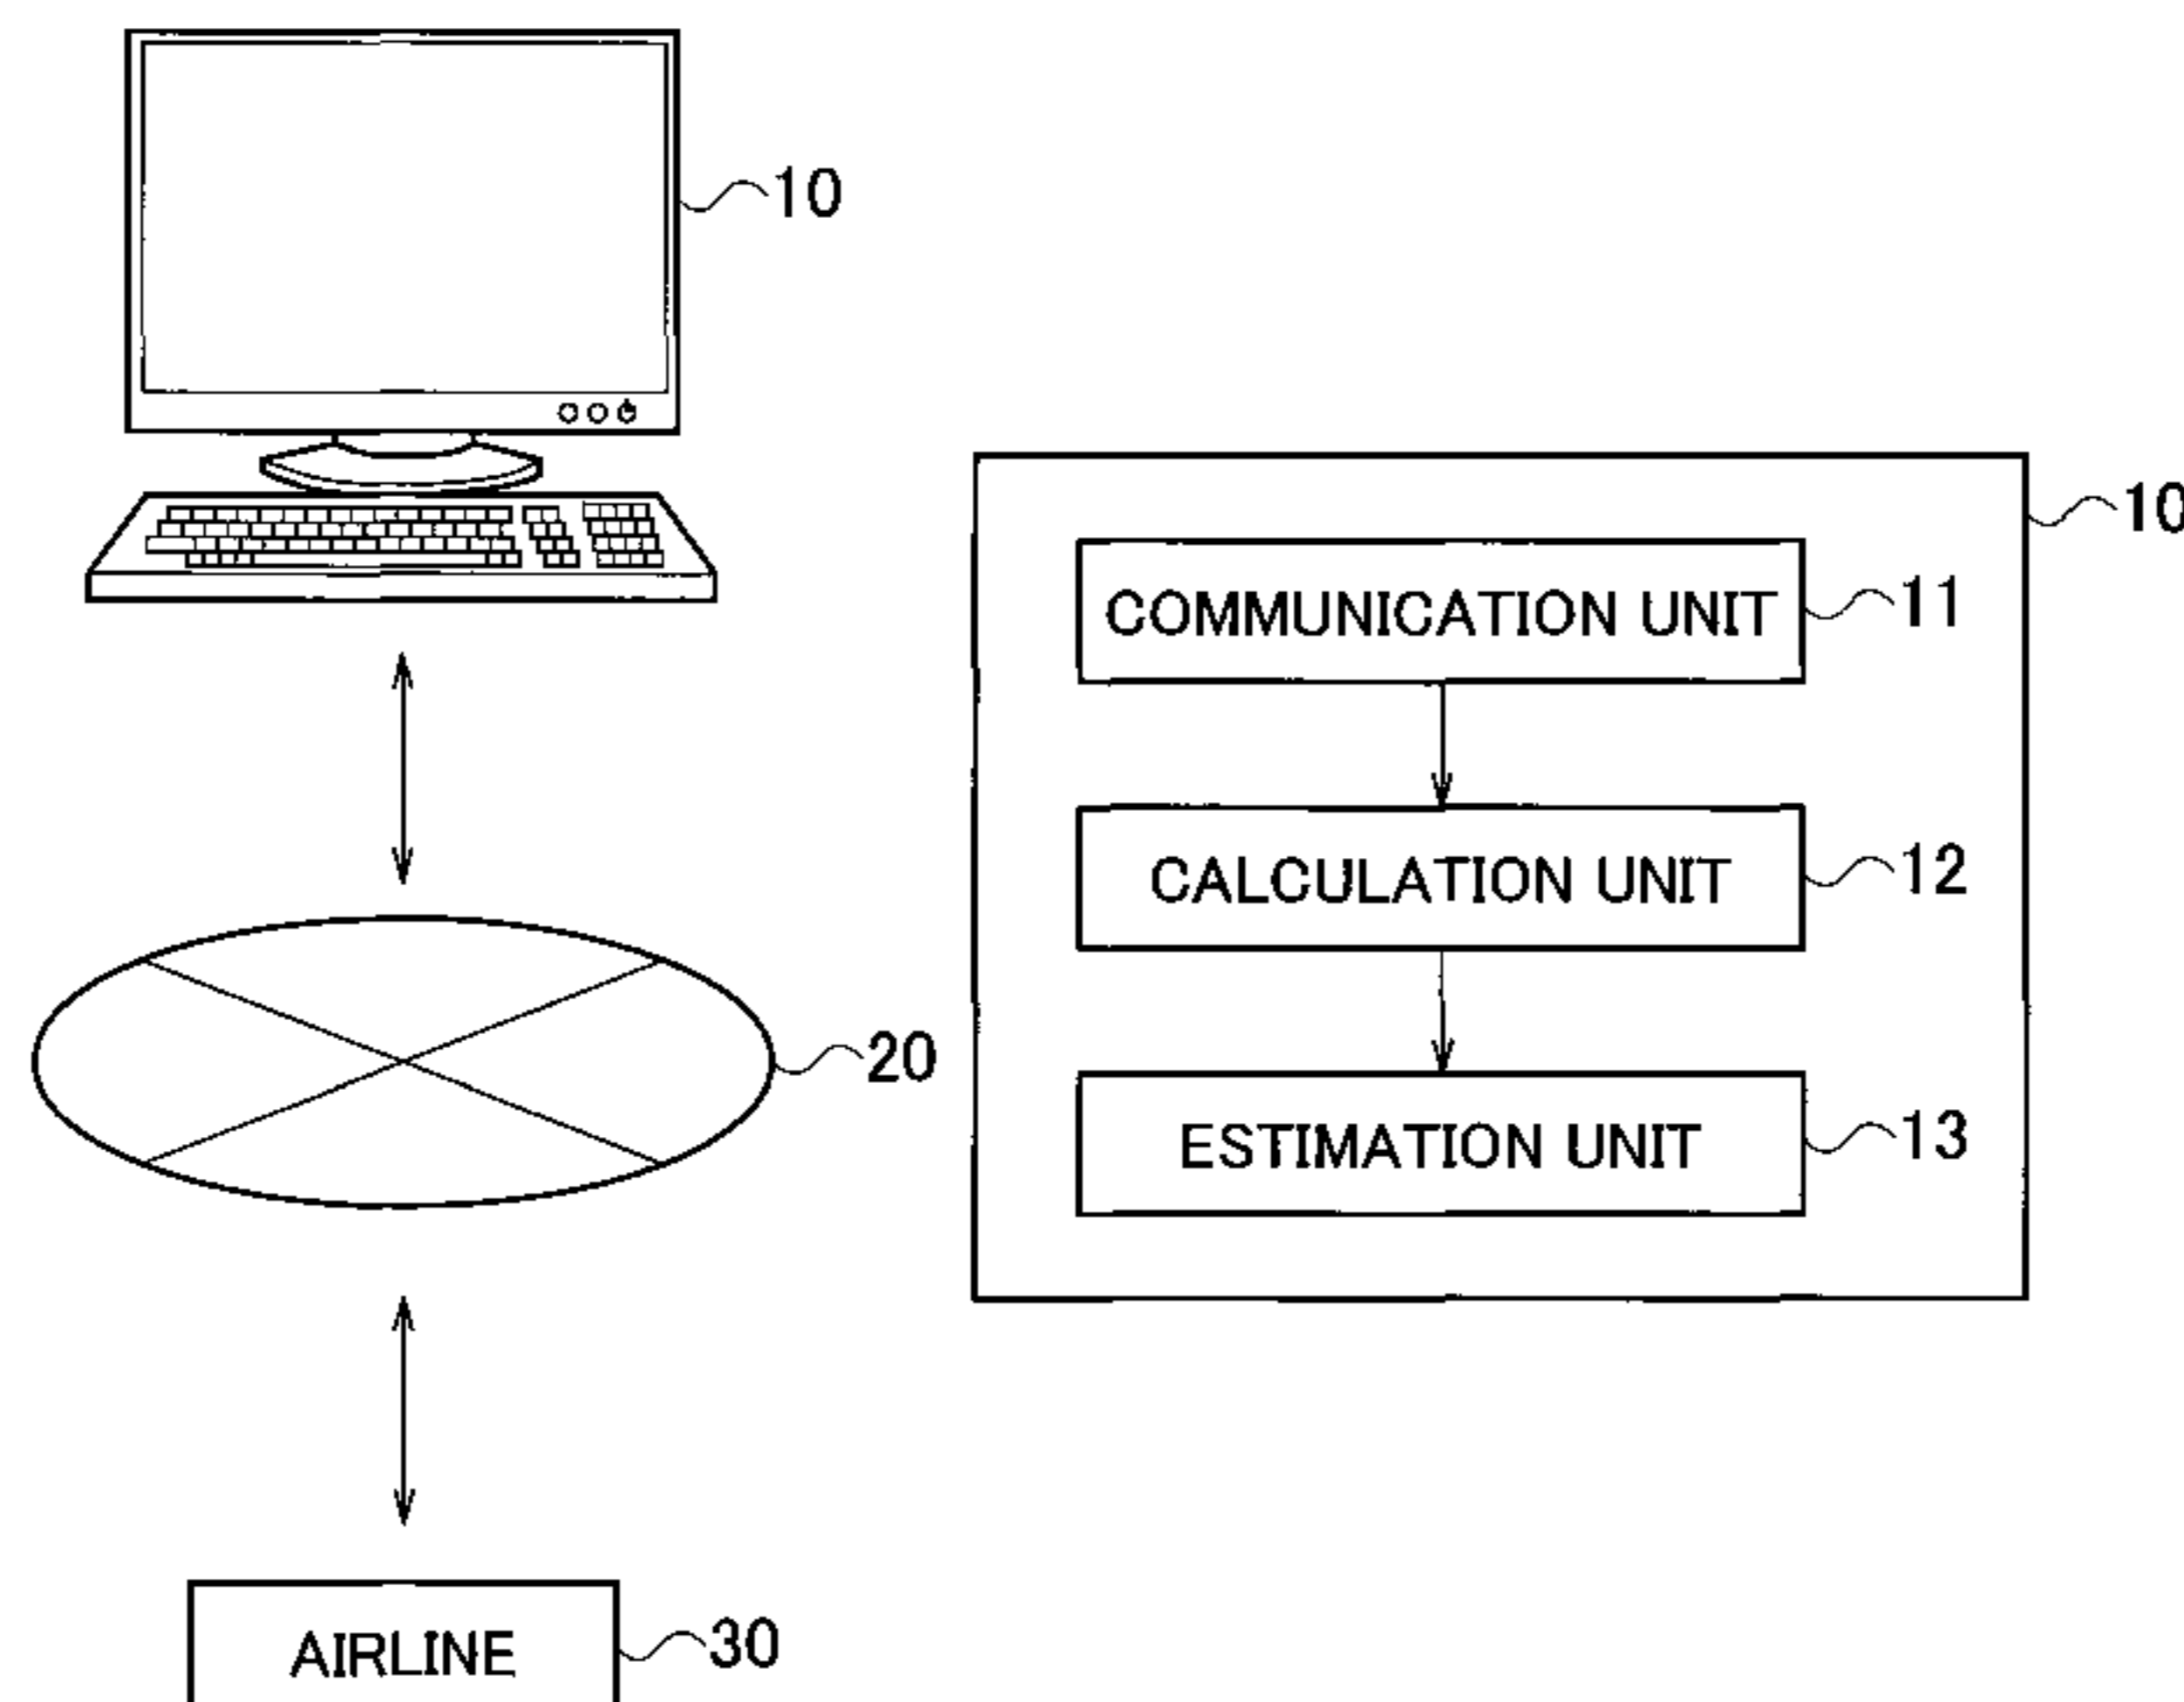 10
10
COMMUNICATION UNIT 11
CALCULATION UNIT 12
20
ESTIMATION UNIT 13
AIRLINE 30